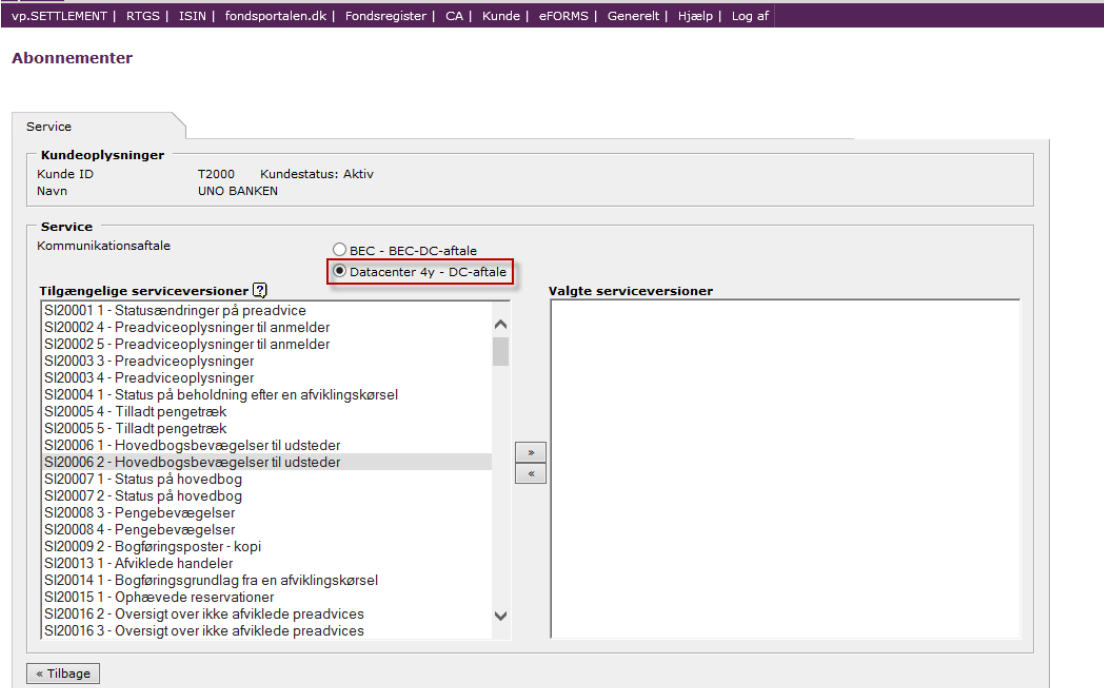 vp.SETTLEMENT | RTGS | ISIN | fondsportalen.dk | Fondsregister | CA | Kunde | eFORMS | Generelt | Hjælp | Log af
Abonnementer
Service
Kundeoplysninger
Kunde ID T2000 Kundestatus: Aktiv
Navn UNO BANKEN
Service
Kommunikationsaftale
BEC - BEC-DC-aftale
Datacenter 4y - DC-aftale
Tilgængelige serviceversioner [?] Valgte serviceversioner
SI20001 1 - Statusændringer på preadvice
SI20002 4 - Preadviceoplysninger til anmelder
SI20002 5 - Preadviceoplysninger til anmelder
SI20003 3 - Preadviceoplysninger
SI20003 4 - Preadviceoplysninger
SI20004 1 - Status på beholdning efter en afviklingskørsel
SI20005 4 - Tilladt pengetræk
SI20005 5 - Tilladt pengetræk
SI20006 1 - Hovedbogsbevægelser til udsteder
SI20006 2 - Hovedbogsbevægelser til udsteder
»
SI20007 1 - Status på hovedbog
«
SI20007 2 - Status på hovedbog
SI20008 3 - Pengebevægelser
SI20008 4 - Pengebevægelser
SI20009 2 - Bogføringsposter - kopi
SI20013 1 - Afviklede handeler
SI20014 1 - Bogføringsgrundlag fra en afviklingskørsel
SI20015 1 - Ophævede reservationer
SI20016 2 - Oversigt over ikke afviklede preadvices
SI20016 3 - Oversigt over ikke afviklede preadvices
« Tilbage